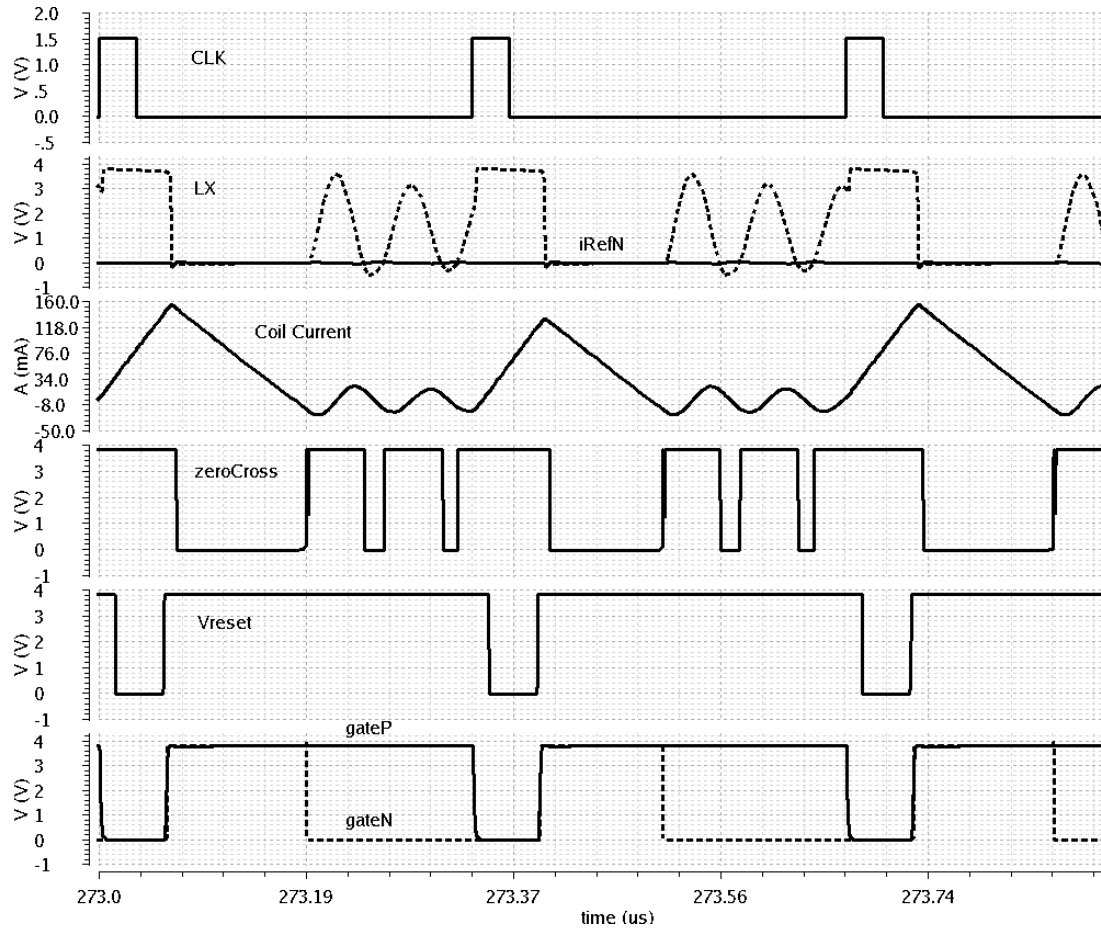 2.0
1.5
1.0
.5
0.0
-.5
V (V)
CLK
4
3
2
1
0
-1
V (V)
LX
iRefN
160.0
118.0
76.0
34.0
-8.0
-50.0
A (mA)
Coil Current
4
3
2
1
0
-1
V (V)
zeroCross
4
3
2
1
0
-1
V (V)
Vreset
4
3
2
1
0
-1
V (V)
gateP
gateN
273.0 273.19 273.37 273.56 273.74
time (us)